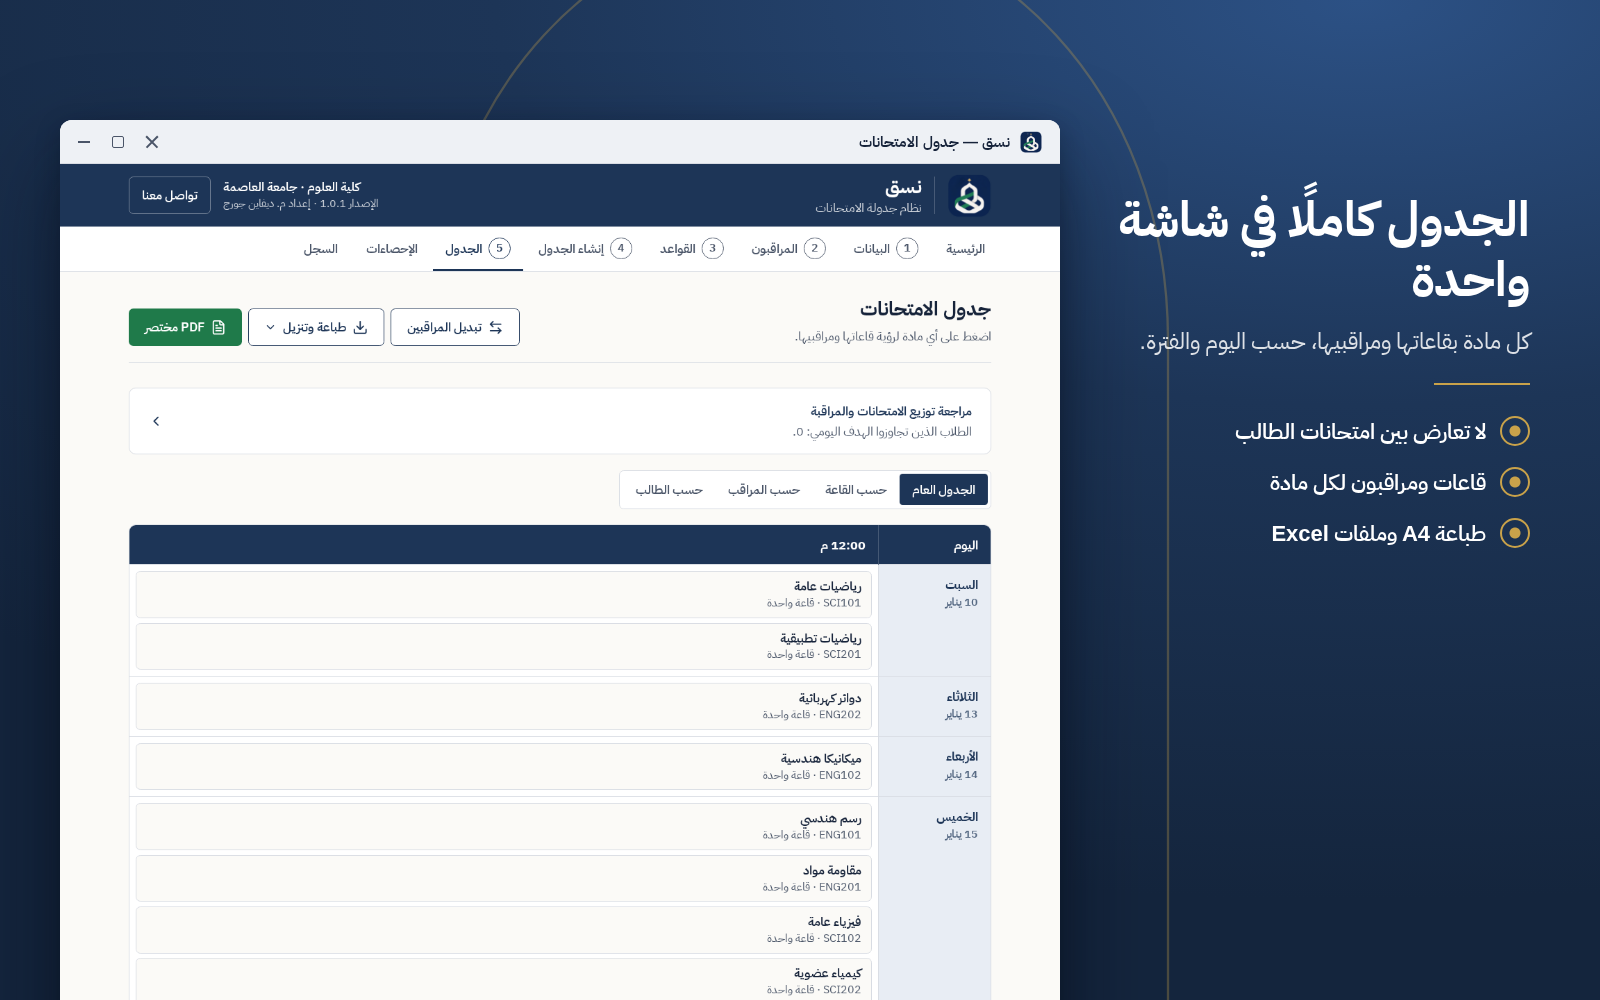 الجدول كاملًا في شاشة
واحدة
كل مادة بقاعاتها ومراقبيها، حسب اليوم والفترة.
لا تعارض بين امتحانات الطالب
قاعات ومراقبون لكل مادة
طباعة A4 وملفات Excel
نسق — جدول الامتحانات
نسق
نظام جدولة الامتحانات
كلية العلوم · جامعة العاصمة
الإصدار 1.0.1 · إعداد م. ديفاين جورج
تواصل معنا
الرئيسية 1 البيانات 2 المراقبون 3 القواعد 4 إنشاء الجدول 5 الجدول الإحصاءات السجل
جدول الامتحانات
اضغط على أي مادة لرؤية قاعاتها ومراقبيها.
تبديل المراقبين طباعة وتنزيل PDF مختصر
مراجعة توزيع الامتحانات والمراقبة
الطلاب الذين تجاوزوا الهدف اليومي: 0.
الجدول العام حسب القاعة حسب المراقب حسب الطالب
اليوم 12:00 م
السبت
10 يناير
رياضيات عامة
SCI101 · قاعة واحدة
رياضيات تطبيقية
SCI201 · قاعة واحدة
الثلاثاء
13 يناير
دوائر كهربائية
ENG202 · قاعة واحدة
الأربعاء
14 يناير
ميكانيكا هندسية
ENG102 · قاعة واحدة
الخميس
15 يناير
رسم هندسي
ENG101 · قاعة واحدة
مقاومة مواد
ENG201 · قاعة واحدة
فيزياء عامة
SCI102 · قاعة واحدة
كيمياء عضوية
SCI202 · قاعة واحدة